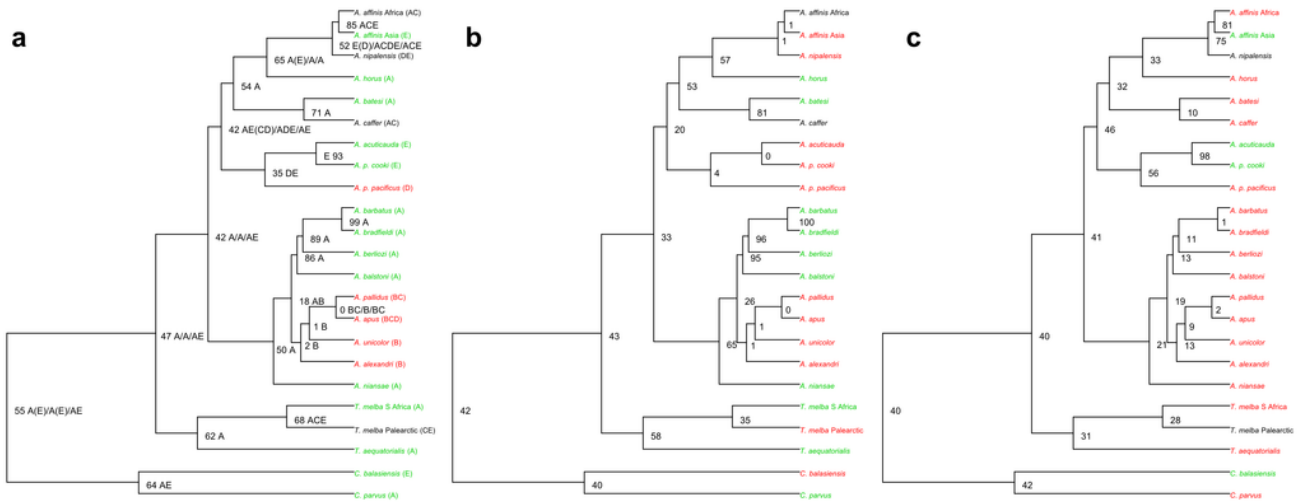 a
A. affinis Africa (AC)
85 ACE
A. affinis Asia (E)
52 E(D)/ACDE/ACE
A. nipalensis (DE)
65 A(E)/A/A
A. horus (A)
54 A
A. batesi (A)
71 A
A. caffer (AC)
42 AE(CD)/ADE/AE
A. acuticauda (E)
E 93
A. p. cooki (E)
35 DE
A. p. pacificus (D)
A. barbatus (A)
99 A
A. bradfieldi (A)
42 A/A/AE
89 A
A. berliozi (A)
86 A
A. balstoni (A)
A. pallidus (BC)
18 AB
0 BC/B/BC
A. apus (BCD)
1 B
47 A/A/AE
A. unicolor (B)
2 B
50 A
A. alexandri (B)
A. niansae (A)
T. melba S Africa (A)
55 A(E)/A(E)/AE
68 ACE
T. melba Palearctic (CE)
62 A
T. aequatorialis (A)
C. balasiensis (E)
64 AE
C. parvus (A)
b
A. affinis Africa
1
A. affinis Asia
1
A. nipalensis
57
A. horus
53
A. batesi
81
A. caffer
20
A. acuticauda
0
A. p. cooki
4
A. p. pacificus
A. barbatus
100
A. bradfieldi
33
96
A. berliozi
95
A. balstoni
A. pallidus
26
0
A. apus
1
43
A. unicolor
65
1
A. alexandri
A. niansae
T. melba S Africa
42
35
T. melba Palearctic
58
T. aequatorialis
C. balasiensis
40
C. parvus
c
A. affinis Africa
81
A. affinis Asia
75
A. nipalensis
33
A. horus
32
A. batesi
10
A. caffer
46
A. acuticauda
98
A. p. cooki
56
A. p. pacificus
A. barbatus
1
A. bradfieldi
41
11
A. berliozi
13
A. balstoni
A. pallidus
19
2
A. apus
9
40
A. unicolor
21
13
A. alexandri
A. niansae
T. melba S Africa
40
28
T. melba Palearctic
31
T. aequatorialis
C. balasiensis
42
C. parvus